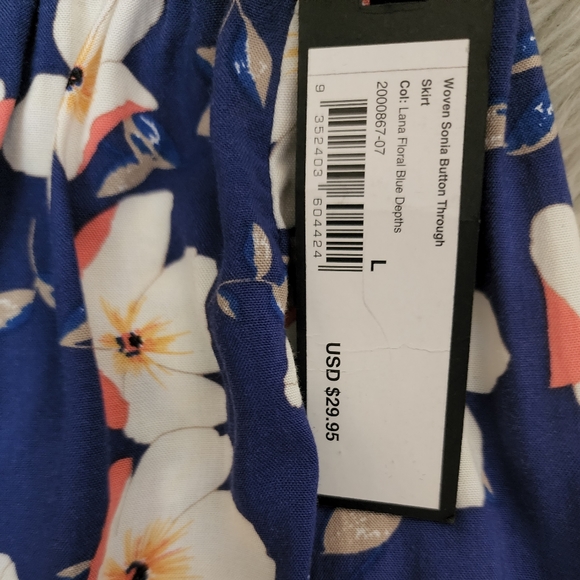 Woven Sonia Button Through
Skirt
Col: Lana Floral Blue Depths
2000867-07
L
9 352403 604424
USD $29.95